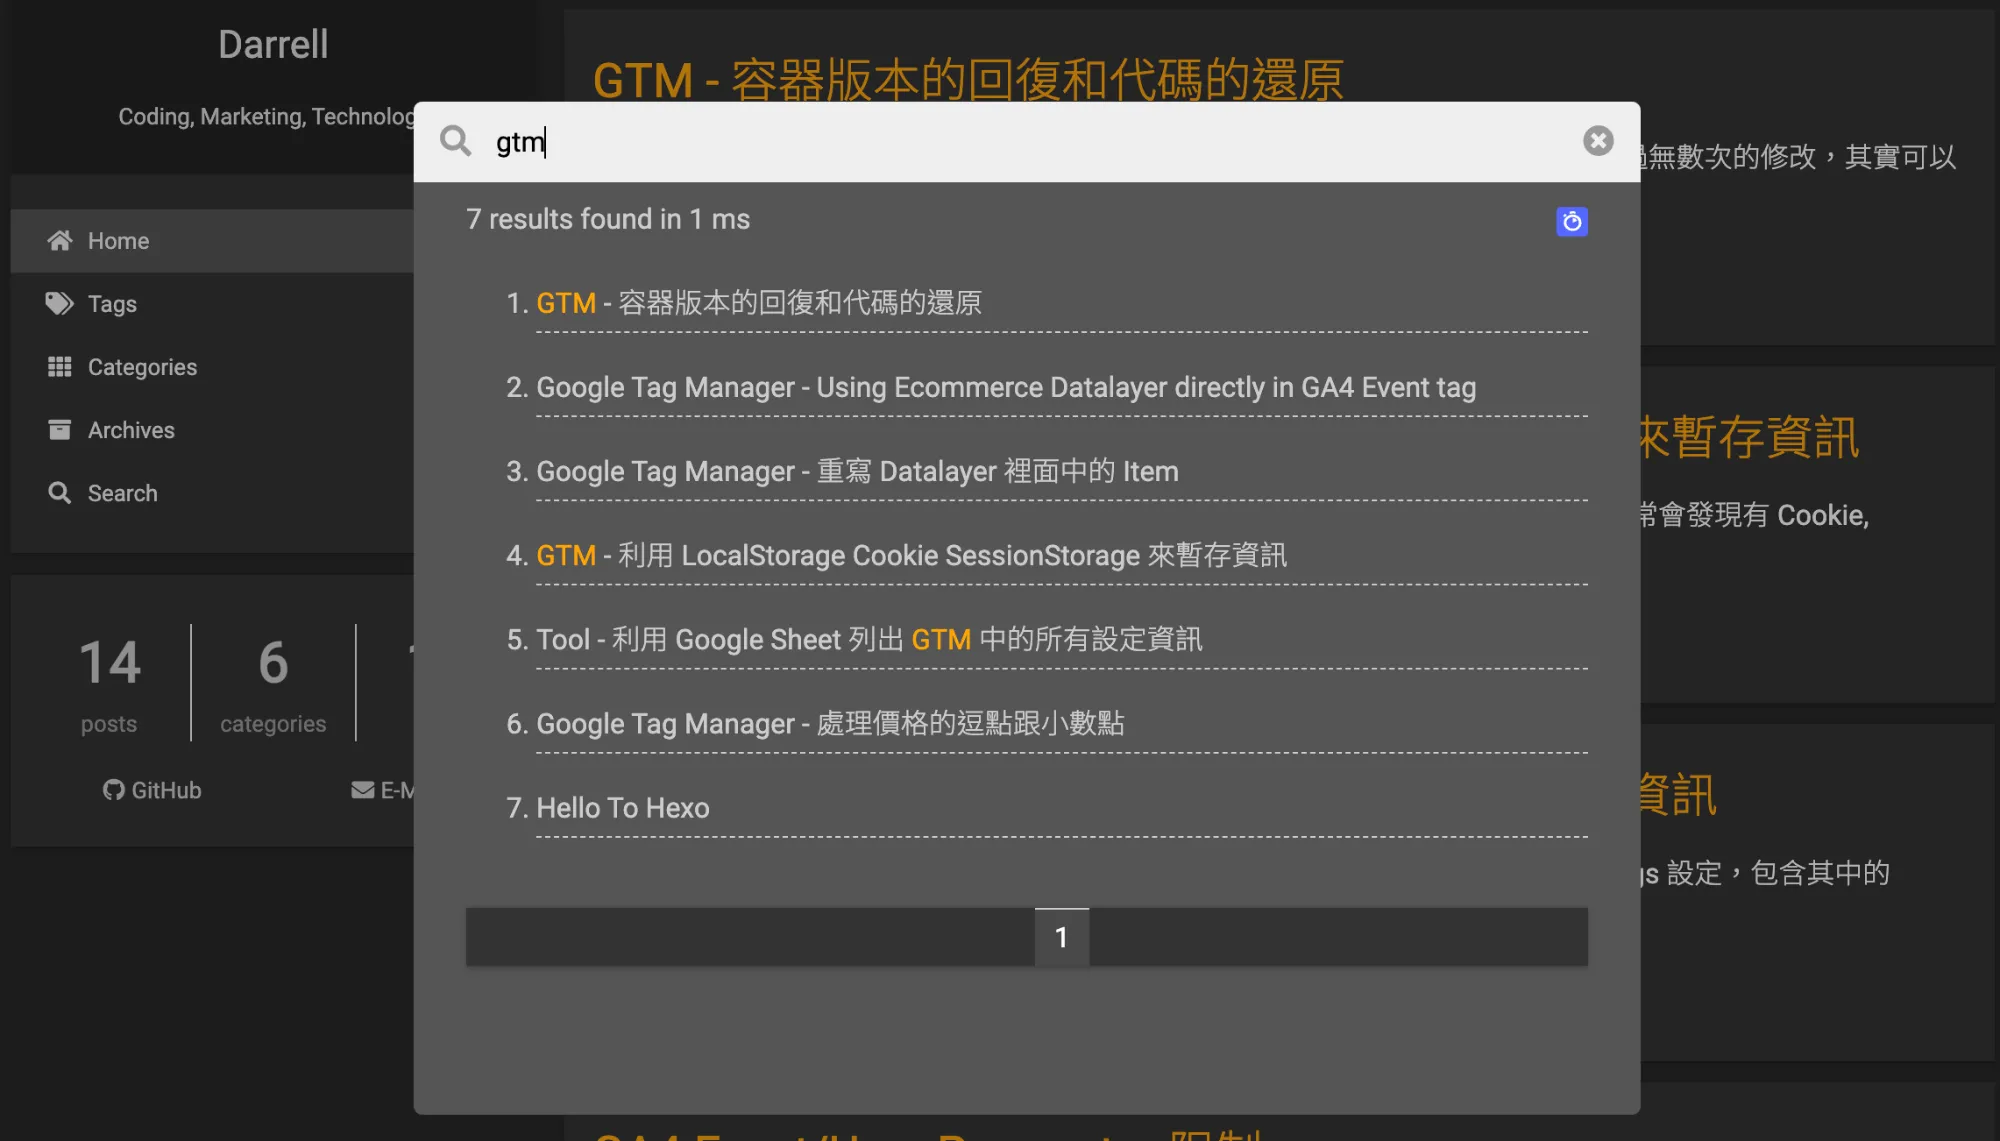 Darrell
Coding, Marketing, Technolog
Home
Tags
Categories
Archives
Search
14
posts
6
categories
GitHub
E-M
gtm
7 results found in 1 ms
1. GTM - 容器版本的回復和代碼的還原
2. Google Tag Manager - Using Ecommerce Datalayer directly in GA4 Event tag
3. Google Tag Manager - 重寫 Datalayer 裡面中的 Item
4. GTM - 利用 LocalStorage Cookie SessionStorage 來暫存資訊
5. Tool - 利用 Google Sheet 列出 GTM 中的所有設定資訊
6. Google Tag Manager - 處理價格的逗點跟小數點
7. Hello To Hexo
1
GTM - 容器版本的回復和代碼的還原
無數次的修改，其實可以
來暫存資訊
常會發現有 Cookie,
資訊
gs 設定，包含其中的